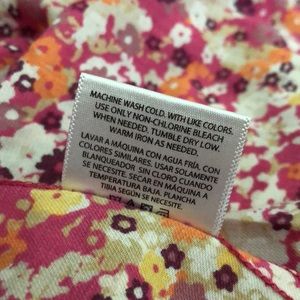 MACHINE WASH COLD. WITH LIKE COLORS.
USE ONLY NON-CHLORINE BLEACH
WHEN NEEDED. TUMBLE DRY LOW.
WARM IRON AS NEEDED.
LAVAR A MÁQUINA CON AGUA FRÍA. CON
COLORES SIMILARES. USAR SOLAMENTE
BLANQUEADOR SIN CLORO CUANDO
SE NECESITE. SECAR EN MÁQUINA A
TEMPERATURA BAJA. PLANCHA
TIBIA SEGÚN SE NECESITE.